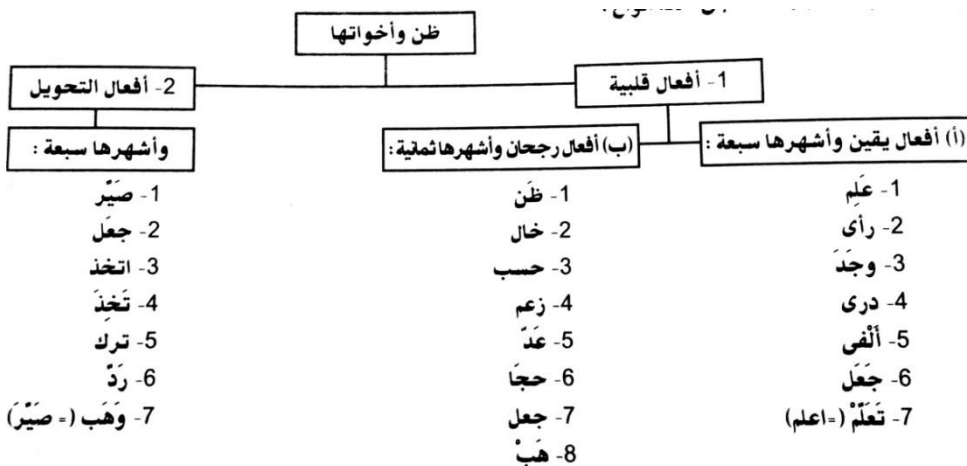 ظن وأخواتها
1- أفعال قلبية
2- أفعال التحويل
(أ) أفعال يقين وأشهرها سبعة :
(ب) أفعال رجحان وأشهرها ثمانية :
وأشهرها سبعة :
1- عَلِم
2- رأى
3- وجَدَ
4- درى
5- أَلْفى
6- جَعَل
7- تَعَلَّمْ (=اعلم)
1- ظَن
2- خال
3- حسب
4- زعم
5- عَدّ
6- حجَا
7- جعل
8- هَبْ
1- صَيَّر
2- جعَل
3- اتخذ
4- تَخِذَ
5- ترك
6- رَدّ
7- وَهَب (= صَيَّرَ)